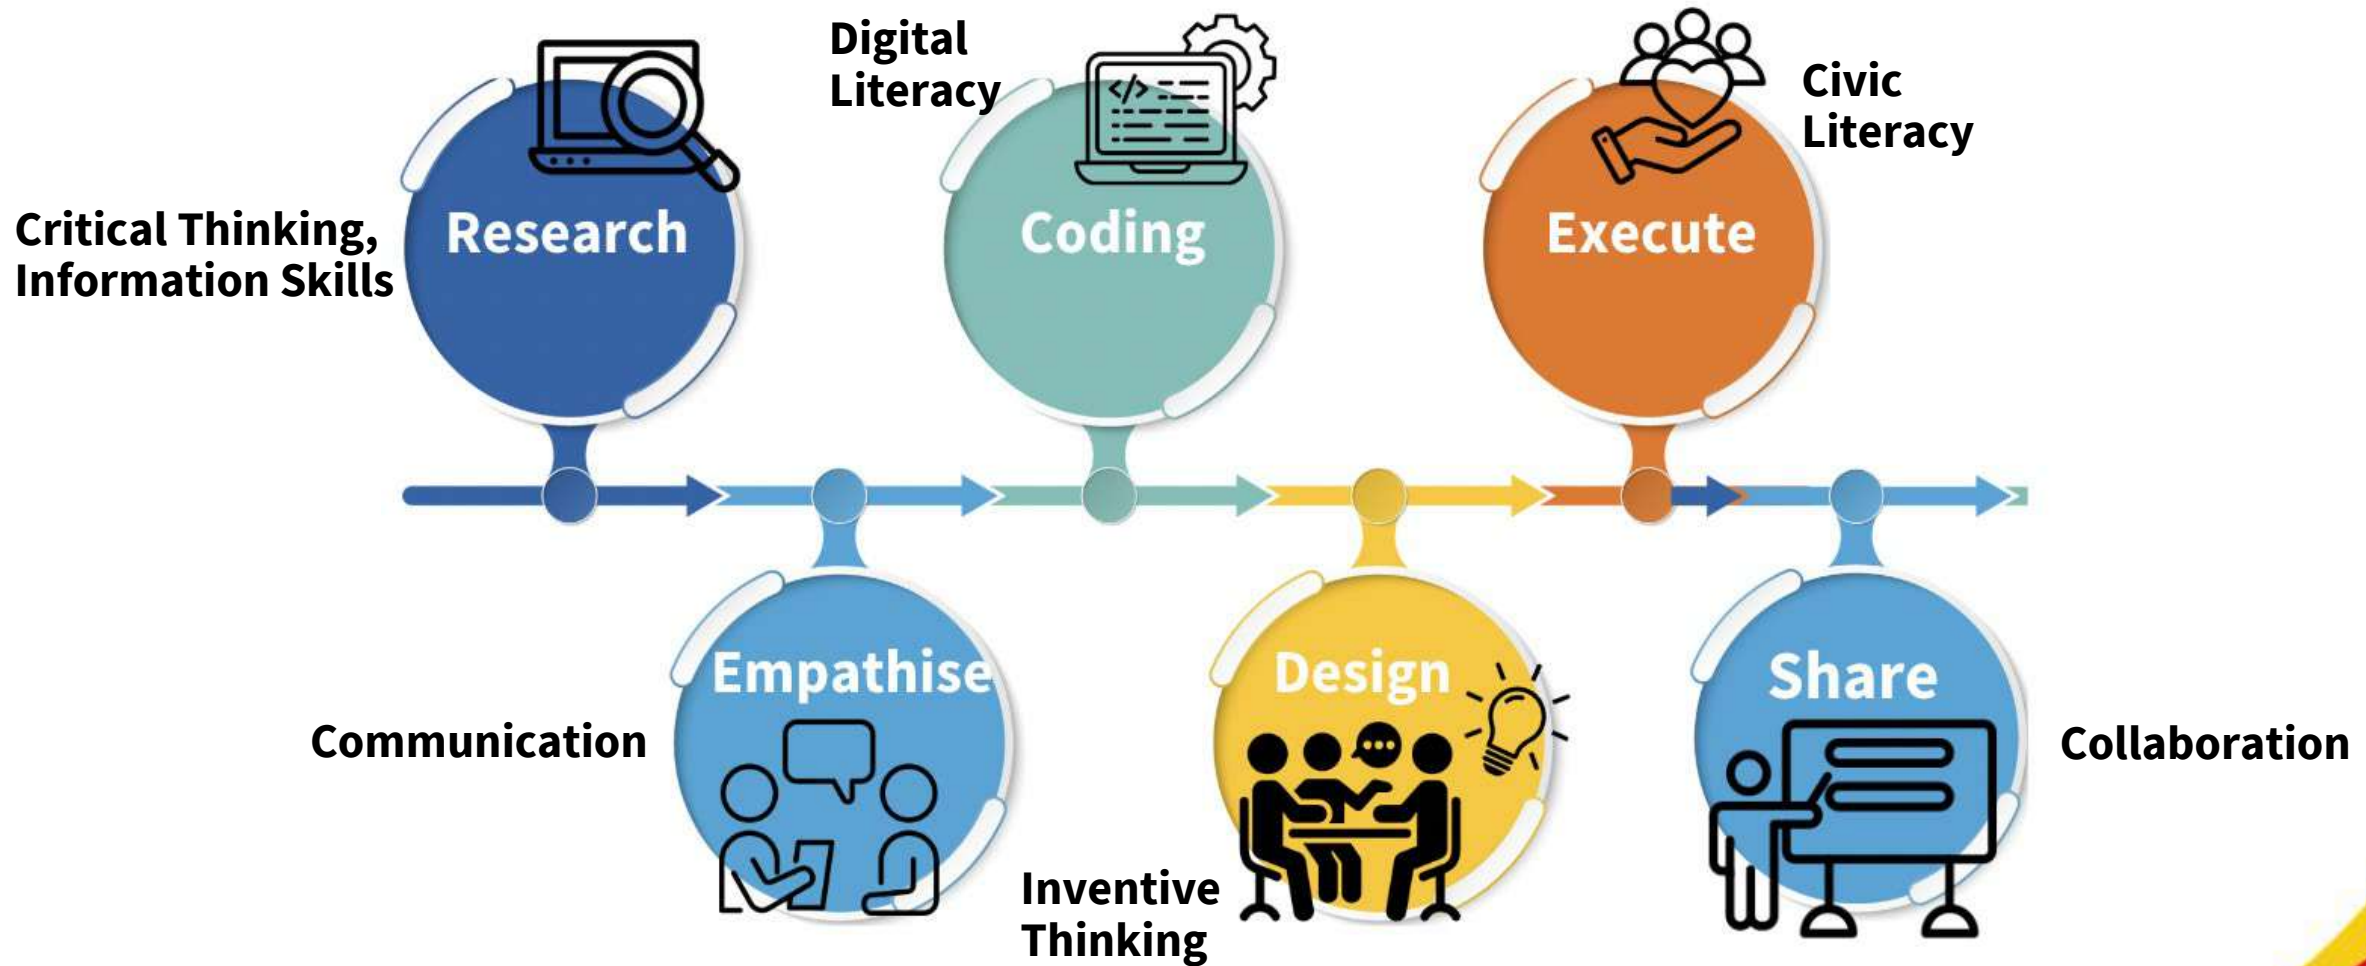 Critical Thinking,
Information Skills
Research
Communication
Empathise
Digital
Literacy
Coding
Inventive
Thinking
Design
Civic
Literacy
Execute
Share
Collaboration